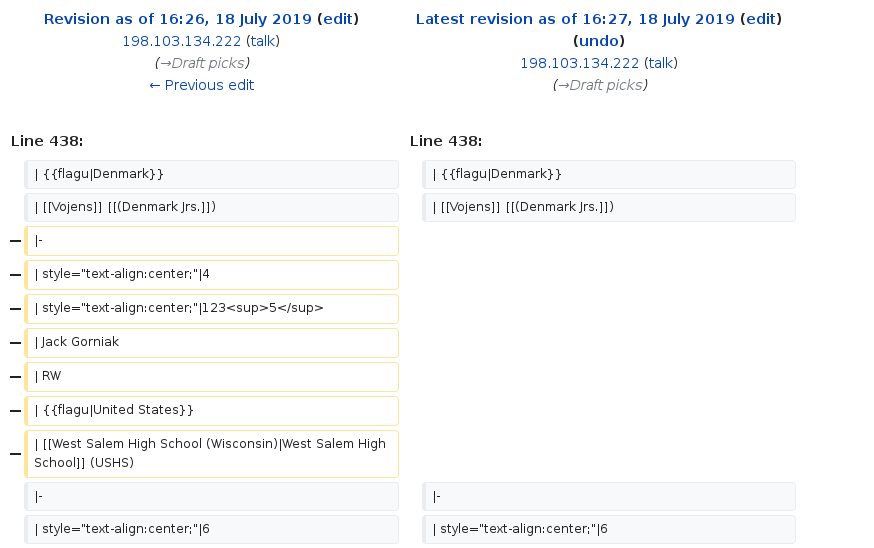 Revision as of 16:26, 18 July 2019 (edit)
198.103.134.222 (talk)
(→Draft picks)
← Previous edit
Latest revision as of 16:27, 18 July 2019 (edit)
(undo)
198.103.134.222 (talk)
(→Draft picks)
Line 438:
Line 438:
| {{flagu|Denmark}}
| {{flagu|Denmark}}
| [[Vojens]] [[(Denmark Jrs.]])
| [[Vojens]] [[(Denmark Jrs.]])
− |-
− | style="text-align:center;"|4
− | style="text-align:center;"|123<sup>5</sup>
− | Jack Gorniak
− | RW
− | {{flagu|United States}}
− | [[West Salem High School (Wisconsin)|West Salem High
School]] (USHS)
|-
|-
| style="text-align:center;"|6
| style="text-align:center;"|6